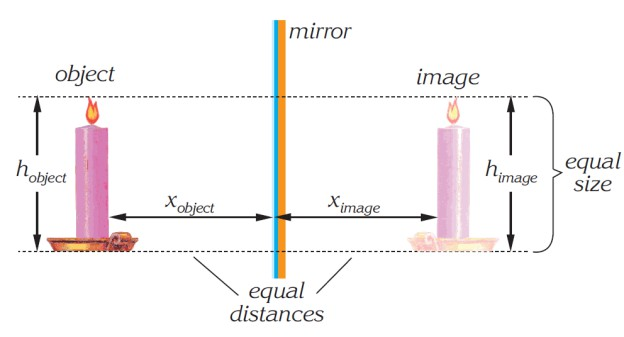 mirror
object
image
h_object
x_object
x_image
h_image
equal
size
equal
distances